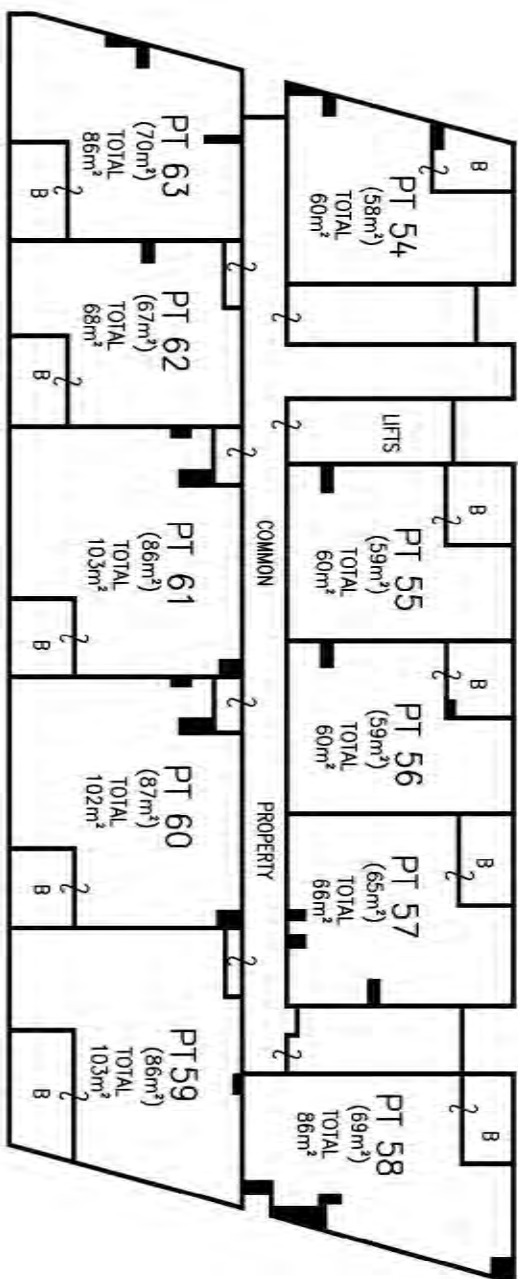 B
PT 54
(58m²)
TOTAL
60m²
LIFTS
B
PT 55
(59m²)
TOTAL
60m²
B
PT 56
(59m²)
TOTAL
60m²
B
PT 57
(65m²)
TOTAL
66m²
B
PT 58
(69m²)
TOTAL
86m²
COMMON PROPERTY
PT 63
(70m²)
TOTAL
86m²
B
PT 62
(67m²)
TOTAL
68m²
B
PT 61
(86m²)
TOTAL
103m²
B
PT 60
(87m²)
TOTAL
102m²
B
PT 59
(86m²)
TOTAL
103m²
B